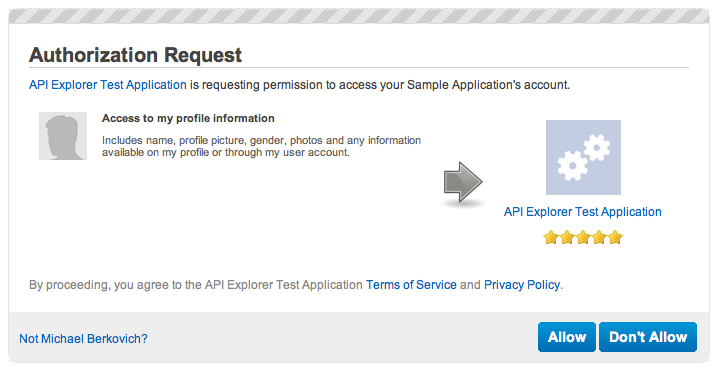 Authorization Request
API Explorer Test Application is requesting permission to access your Sample Application's account.
Access to my profile information
Includes name, profile picture, gender, photos and any information
available on my profile or through my user account.
API Explorer Test Application
By proceeding, you agree to the API Explorer Test Application Terms of Service and Privacy Policy.
Not Michael Berkovich?
Allow
Don't Allow